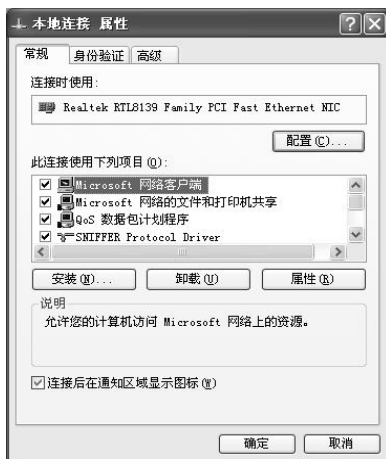 本地连接 属性
常规 身份验证 高级
连接时使用:
Realtek RTL8139 Family PCI Fast Ethernet NIC
配置(C)...
此连接使用下列项目(O):
Microsoft 网络客户端
Microsoft 网络的文件和打印机共享
QoS 数据包计划程序
SNIFFER Protocol Driver
安装(N)... 卸载(U) 属性(R)
说明
允许您的计算机访问 Microsoft 网络上的资源。
连接后在通知区域显示图标(W)
确定 取消